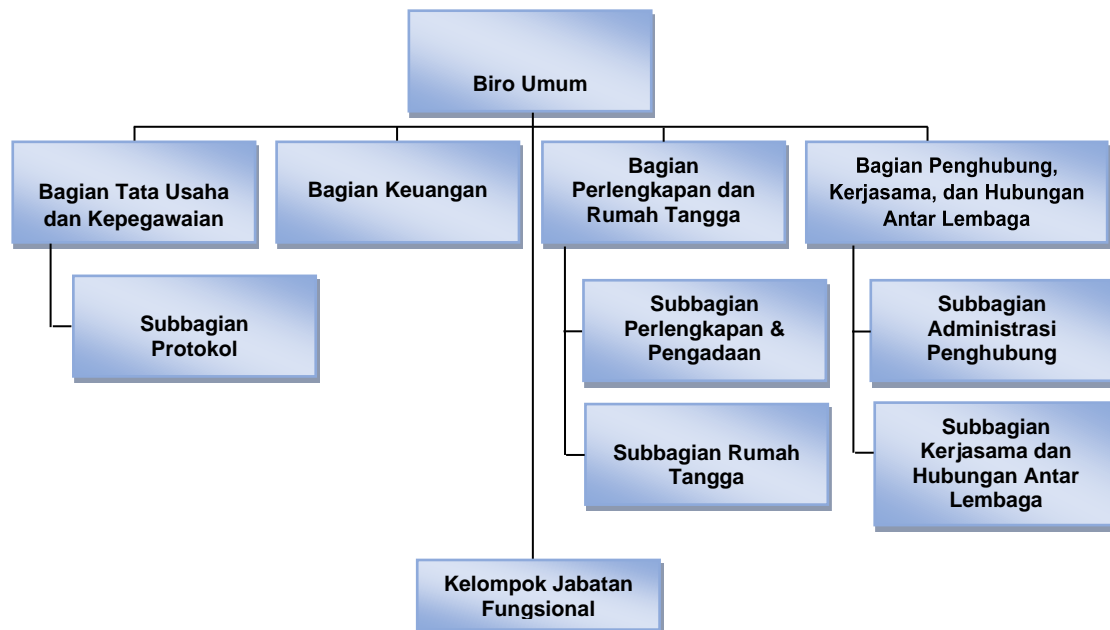 Biro Umum
Bagian Tata Usaha
dan Kepegawaian
Bagian Keuangan
Bagian
Perlengkapan dan
Rumah Tangga
Bagian Penghubung,
Kerjasama, dan Hubungan
Antar Lembaga
Subbagian
Protokol
Subbagian
Perlengkapan &
Pengadaan
Subbagian
Administrasi
Penghubung
Subbagian Rumah
Tangga
Subbagian
Kerjasama dan
Hubungan Antar
Lembaga
Kelompok Jabatan
Fungsional